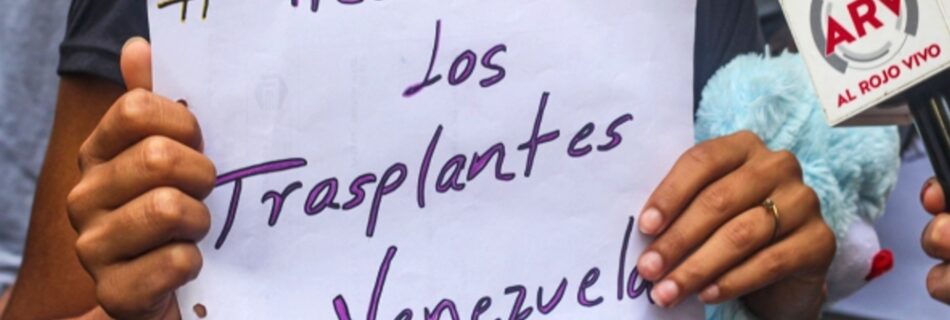 Los
Trasplantes
Venezuela
ARV
AL ROJO VIVO